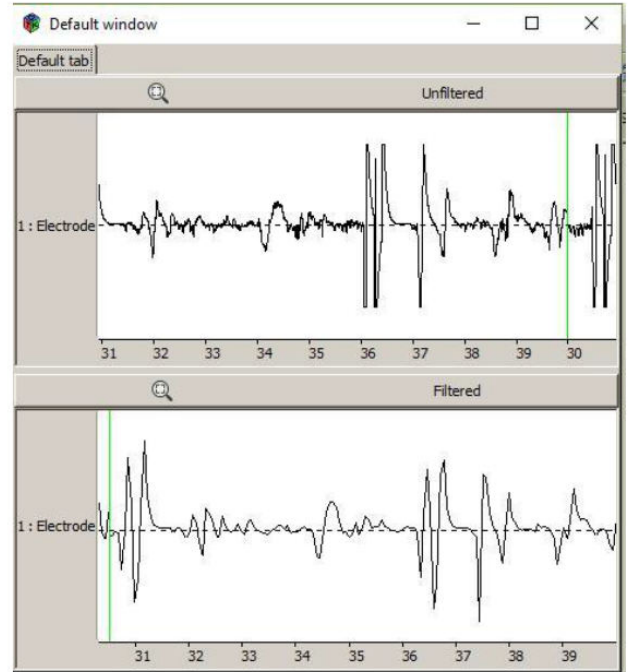 Default window
Default tab
Unfiltered
1 : Electrode
31 32 33 34 35 36 37 38 39 30
Filtered
1 : Electrode
31 32 33 34 35 36 37 38 39